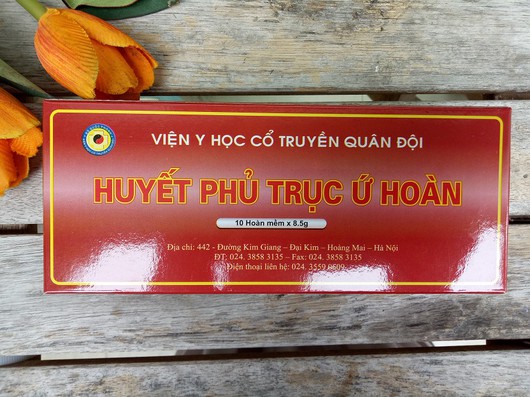 VIỆN Y HỌC CỔ TRUYỀN QUÂN ĐỘI
HUYẾT PHỦ TRỤC Ứ HOÀN
10 Hoàn mềm x 8.5g
Địa chỉ: 442 - Đường Kim Giang - Đại Kim - Hoàng Mai - Hà Nội
ĐT: 024. 3858 3135 - Fax: 024. 3858 3135
Điện thoại liên hệ: 024. 3559 0609